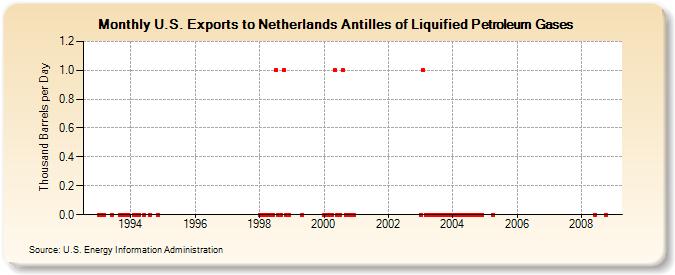 Monthly U.S. Exports to Netherlands Antilles of Liquified Petroleum Gases
Thousand Barrels per Day
1.2
1.0
0.8
0.6
0.4
0.2
0.0
1994 1996 1998 2000 2002 2004 2006 2008
Source: U.S. Energy Information Administration